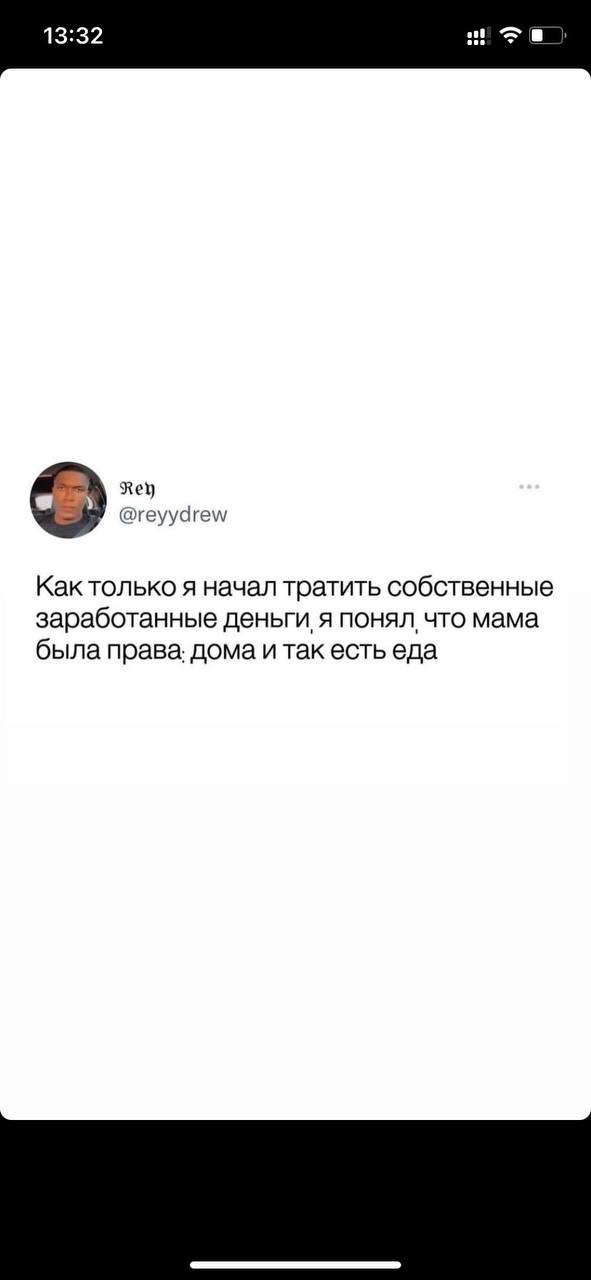 13:32
Rey
@reyydrew
Как только я начал тратить собственные
заработанные деньги, я понял, что мама
была права: дома и так есть еда